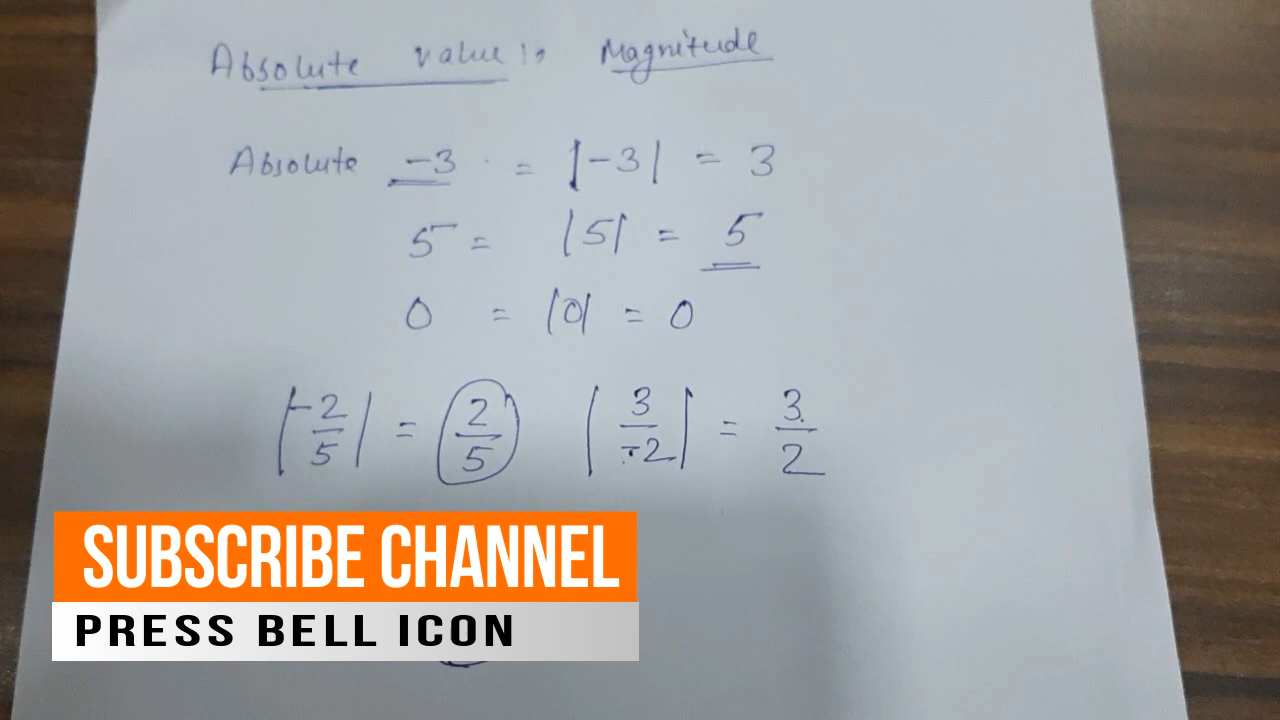 Absolute value is Magnitude
Absolute -3 = |-3| = 3
5 = |5| = 5
0 = |0| = 0
|-2/5| = 2/5 |3/-2| = 3/2
SUBSCRIBE CHANNEL
PRESS BELL ICON